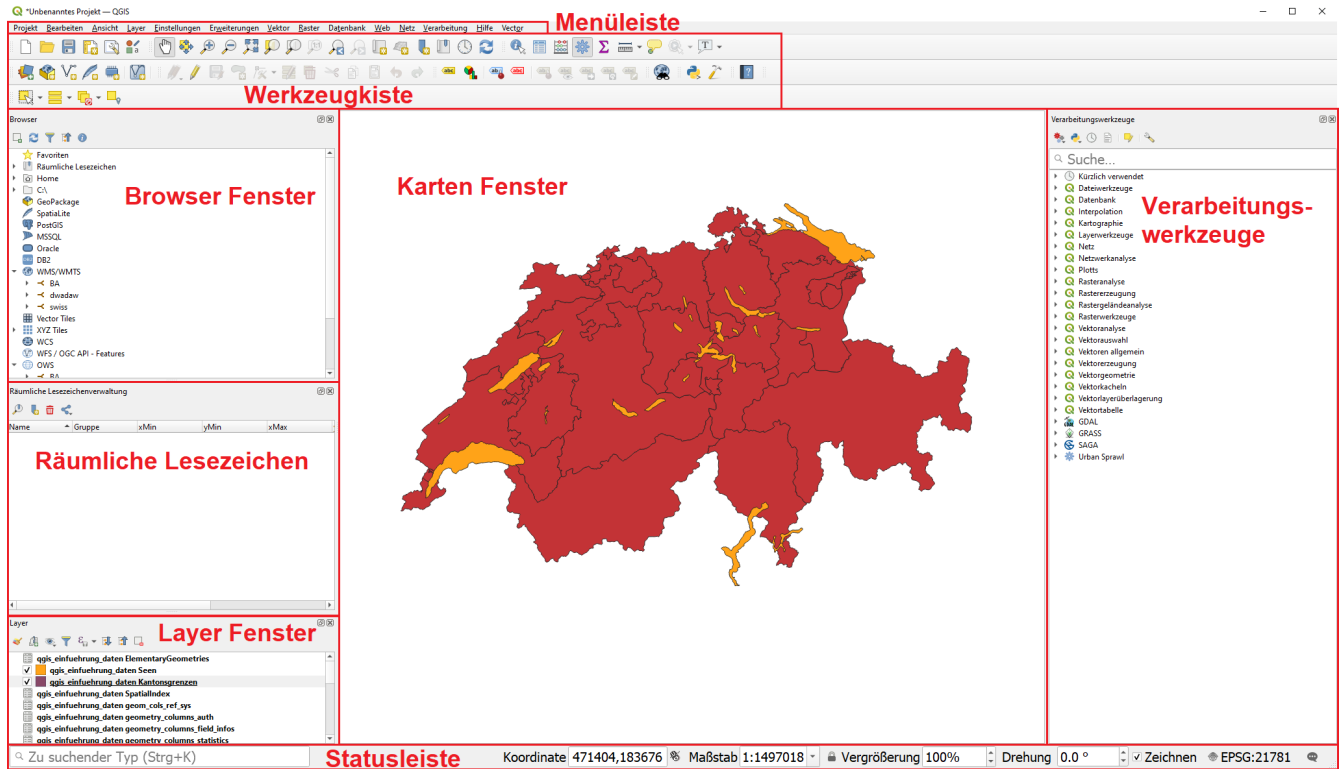 *Unbenanntes Projekt — QGIS
Projekt Bearbeiten Ansicht Layer Einstellungen Erweiterungen Vektor Raster Datenbank Web Netz Verarbeitung Hilfe Vector
Menüleiste
Werkzeugkiste
Browser
Favoriten
Räumliche Lesezeichen
Home
C:\
GeoPackage
SpatiaLite
PostGIS
MSSQL
Oracle
DB2
WMS/WMTS
BA
dwadaw
swiss
Vector Tiles
XYZ Tiles
WCS
WFS / OGC API - Features
OWS
BA
Browser Fenster
Räumliche Lesezeichenverwaltung
Name Gruppe xMin yMin xMax
Räumliche Lesezeichen
Layer
Layer Fenster
qgis_einfuehrung_daten ElementaryGeometries
qgis_einfuehrung_daten Seen
qgis_einfuehrung_daten Kantonsgrenzen
qgis_einfuehrung_daten SpatialIndex
qgis_einfuehrung_daten geom_cols_ref_sys
qgis_einfuehrung_daten geometry_columns_auth
qgis_einfuehrung_daten geometry_columns_field_infos
qgis_einfuehrung_daten geometry_columns_statistics
Karten Fenster
Verarbeitungswerkzeuge
Suche...
Kürzlich verwendet
Dateiwerkzeuge
Datenbank
Interpolation
Kartographie
Layerwerkzeuge
Netz
Netzwerkanalyse
Plotts
Rasteranalyse
Rastererzeugung
Rastergeländeanalyse
Rasterwerkzeuge
Vektoranalyse
Vektorauswahl
Vektoren allgemein
Vektorerzeugung
Vektorgeometrie
Vektorkacheln
Vektorlayerüberlagerung
Vektortabelle
GDAL
GRASS
SAGA
Urban Sprawl
Verarbeitungs-
werkzeuge
Zu suchender Typ (Strg+K)
Statusleiste
Koordinate 471404,183676 Maßstab 1:1497018 Vergrößerung 100% Drehung 0.0 ° Zeichnen EPSG:21781